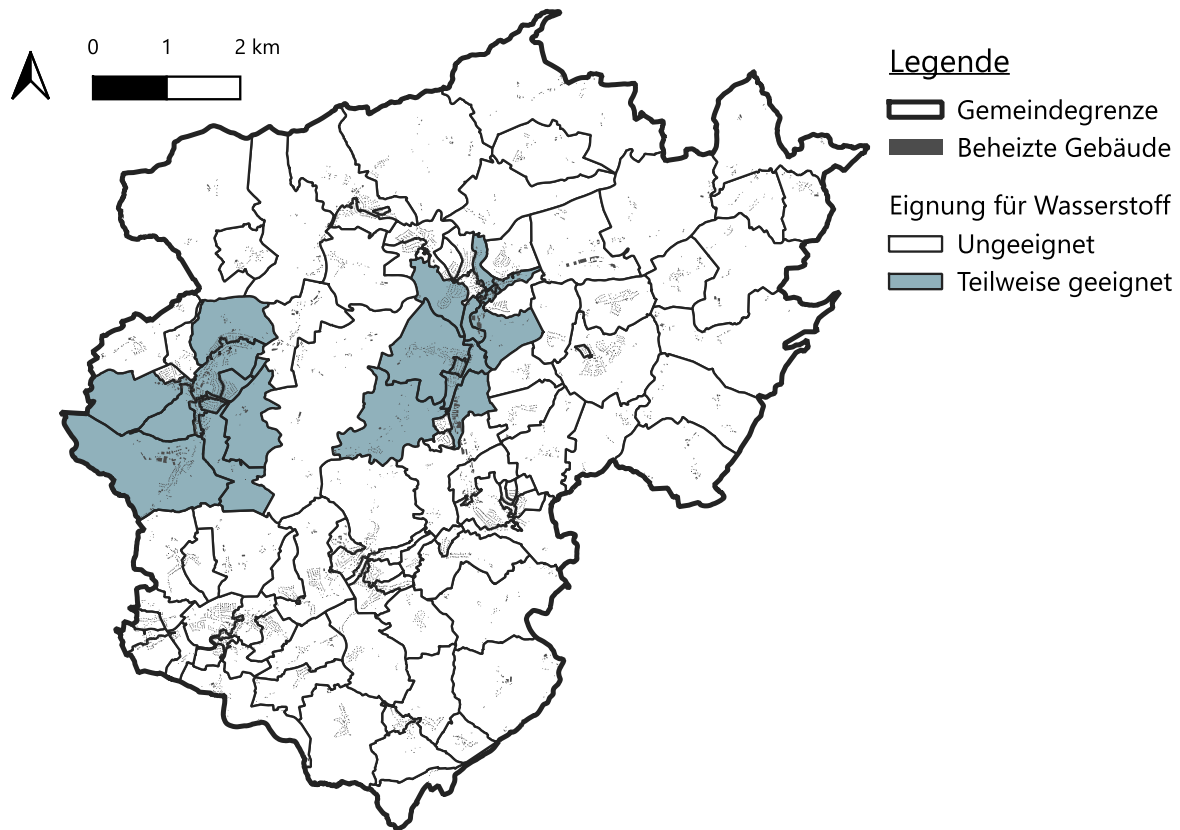 0 1 2 km
Legende
Gemeindegrenze
Beheizte Gebäude
Eignung für Wasserstoff
Ungeeignet
Teilweise geeignet